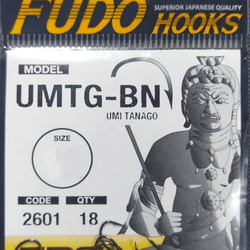 FUDO SUPERIOR JAPANESE QUALITY
HOOKS
MODEL
UMTG-BN
UMI TANAGO
SIZE
CODE QTY
2601 18